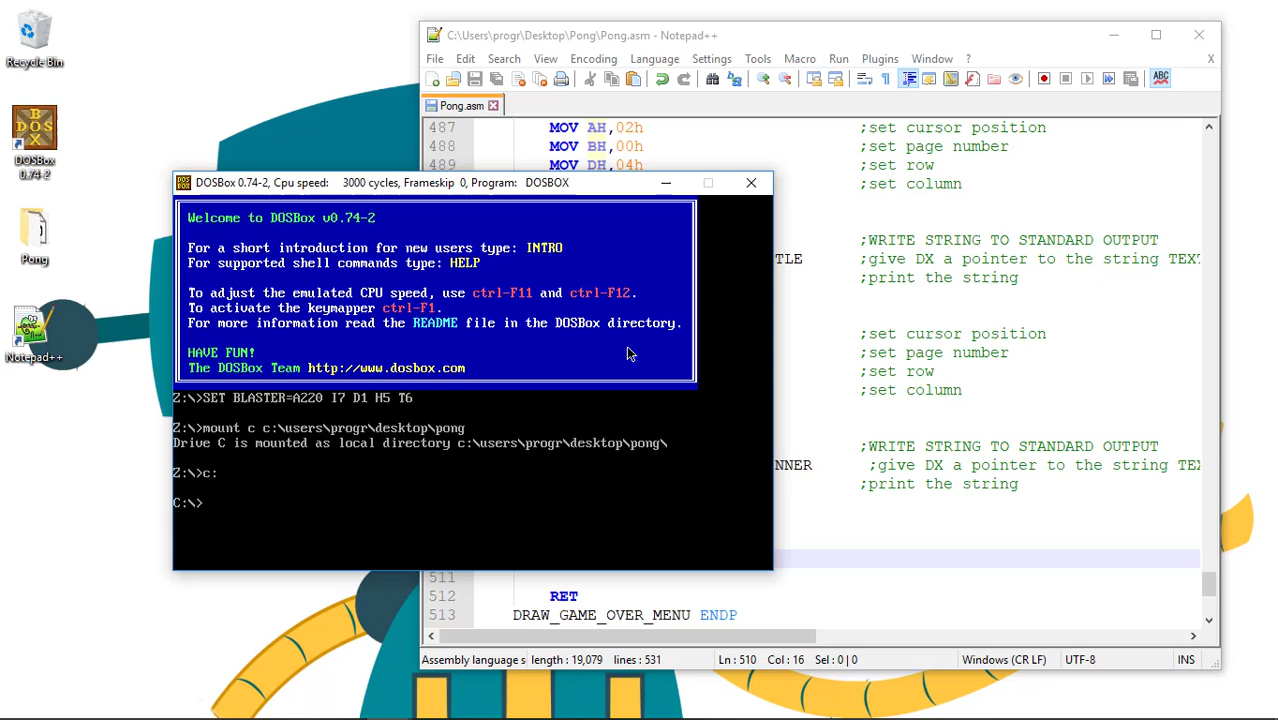 Recycle Bin
DOSBox
0.74-2
Pong
Notepad++
C:\Users\progr\Desktop\Pong\Pong.asm - Notepad++
File Edit Search View Encoding Language Settings Tools Macro Run Plugins Window ? X
Pong.asm
487 MOV AH,02h ;set cursor position
488 MOV BH,00h ;set page number
489 MOV DH,04h ;set row
;set column
;WRITE STRING TO STANDARD OUTPUT
TLE ;give DX a pointer to the string TEX
;print the string
;set cursor position
;set page number
;set row
;set column
;WRITE STRING TO STANDARD OUTPUT
NNER ;give DX a pointer to the string TEX
;print the string
511
512 RET
513 DRAW_GAME_OVER_MENU ENDP
Assembly language s length : 19,079 lines : 531 Ln : 510 Col : 16 Sel : 0 | 0 Windows (CR LF) UTF-8 INS
DOSBox 0.74-2, Cpu speed: 3000 cycles, Frameskip 0, Program: DOSBOX
Welcome to DOSBox v0.74-2
For a short introduction for new users type: INTRO
For supported shell commands type: HELP
To adjust the emulated CPU speed, use ctrl-F11 and ctrl-F12.
To activate the keymapper ctrl-F1.
For more information read the README file in the DOSBox directory.
HAVE FUN!
The DOSBox Team http://www.dosbox.com
Z:\>SET BLASTER=A220 I7 D1 H5 T6
Z:\>mount c c:\users\progr\desktop\pong
Drive C is mounted as local directory c:\users\progr\desktop\pong\
Z:\>c:
C:\>